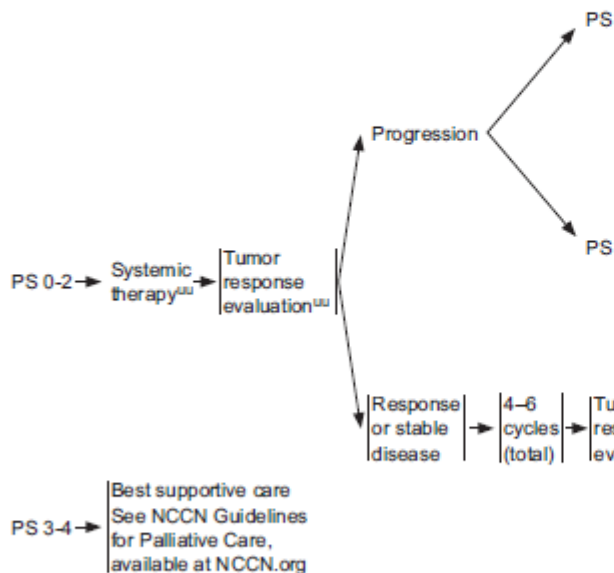 PS
Progression
PS
PS 0-2
Systemic
therapyᵘᵘ
Tumor
response
evaluationᵘᵘ
Response
or stable
disease
4–6
cycles
(total)
Tu
res
ev
PS 3-4
Best supportive care
See NCCN Guidelines
for Palliative Care,
available at NCCN.org